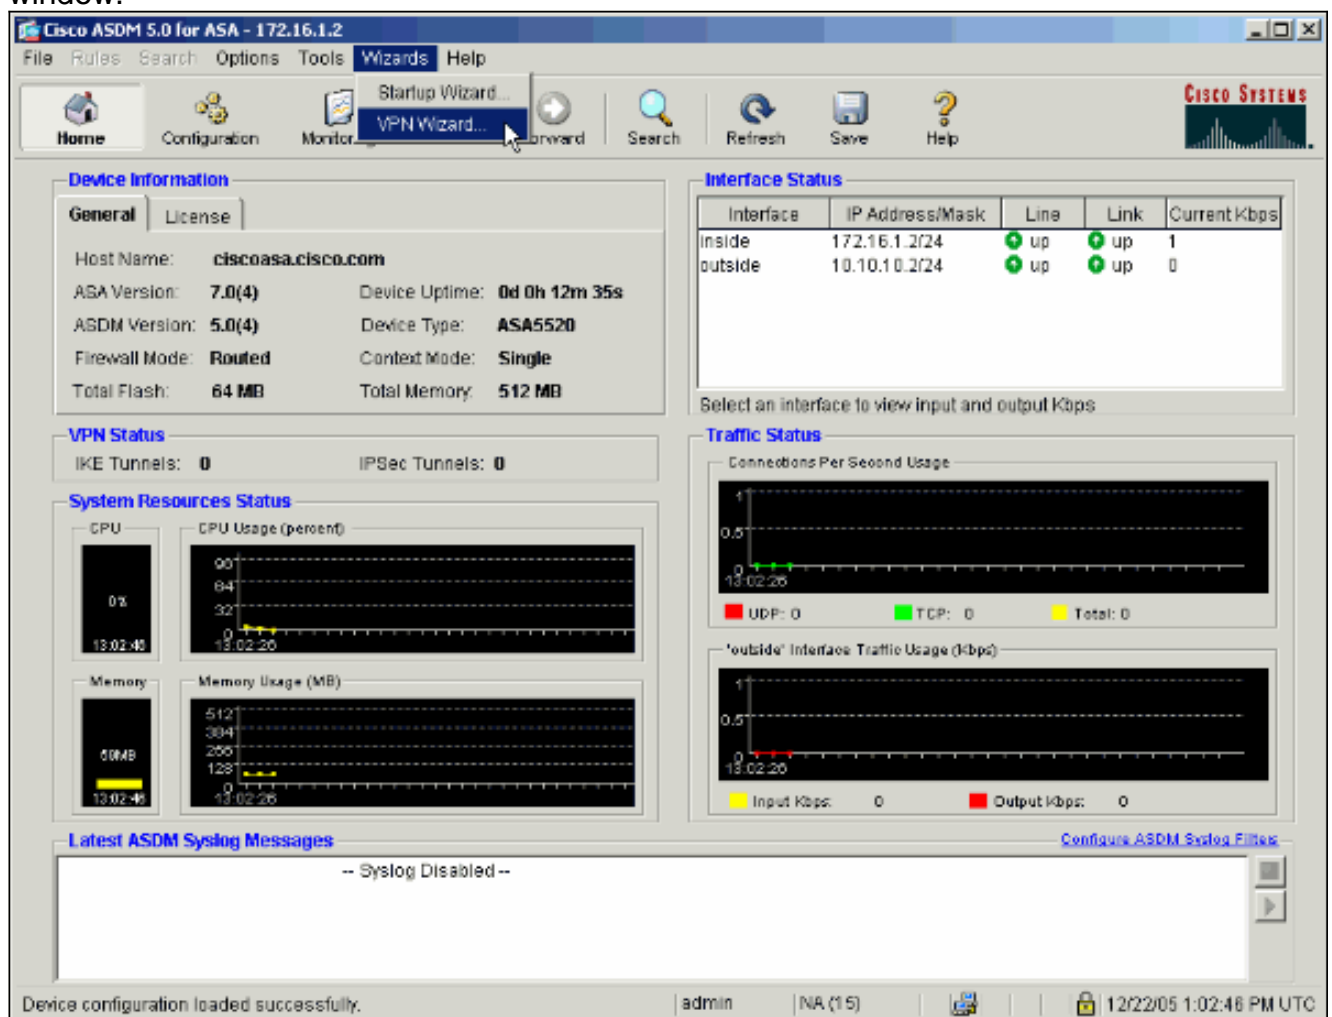 window.
Cisco ASDM 5.0 for ASA - 172.16.1.2
File Rules Search Options Tools Wizards Help
Startup Wizard...
VPN Wizard...
Home Configuration Forward Search Refresh Save Help
CISCO SYSTEMS
Device Information
General License
Host Name: ciscoasa.cisco.com
ASA Version: 7.0(4) Device Uptime: 0d 0h 12m 35s
ASDM Version: 5.0(4) Device Type: ASA5520
Firewall Mode: Routed Context Mode: Single
Total Flash: 64 MB Total Memory: 512 MB
Interface Status
Interface IP Address/Mask Line Link Current Kbps
inside 172.16.1.2/24 up up 1
outside 10.10.10.2/24 up up 0
Select an interface to view input and output Kbps
VPN Status
IKE Tunnels: 0 IPSec Tunnels: 0
System Resources Status
CPU
0%
13:02:46
CPU Usage (percent)
96
64
32
0
13:02:26
Memory
13:02:46
Memory Usage (MB)
512
384
256
128
0
13:02:26
Traffic Status
Connections Per Second Usage
1
0.5
0
13:02:26
UDP: 0 TCP: 0 Total: 0
'outside' Interface Traffic Usage (Kbps)
1
0.5
0
13:02:26
Input Kbps: 0 Output Kbps: 0
Latest ASDM Syslog Messages Configure ASDM Syslog Filters
-- Syslog Disabled --
Device configuration loaded successfully. admin NA (15) 12/22/05 1:02:46 PM UTC